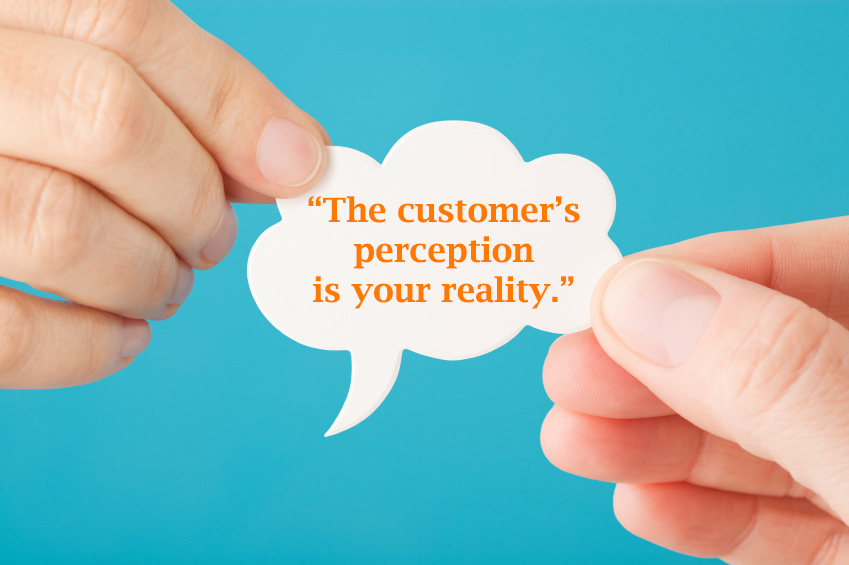 “The customer’s
perception
is your reality.”